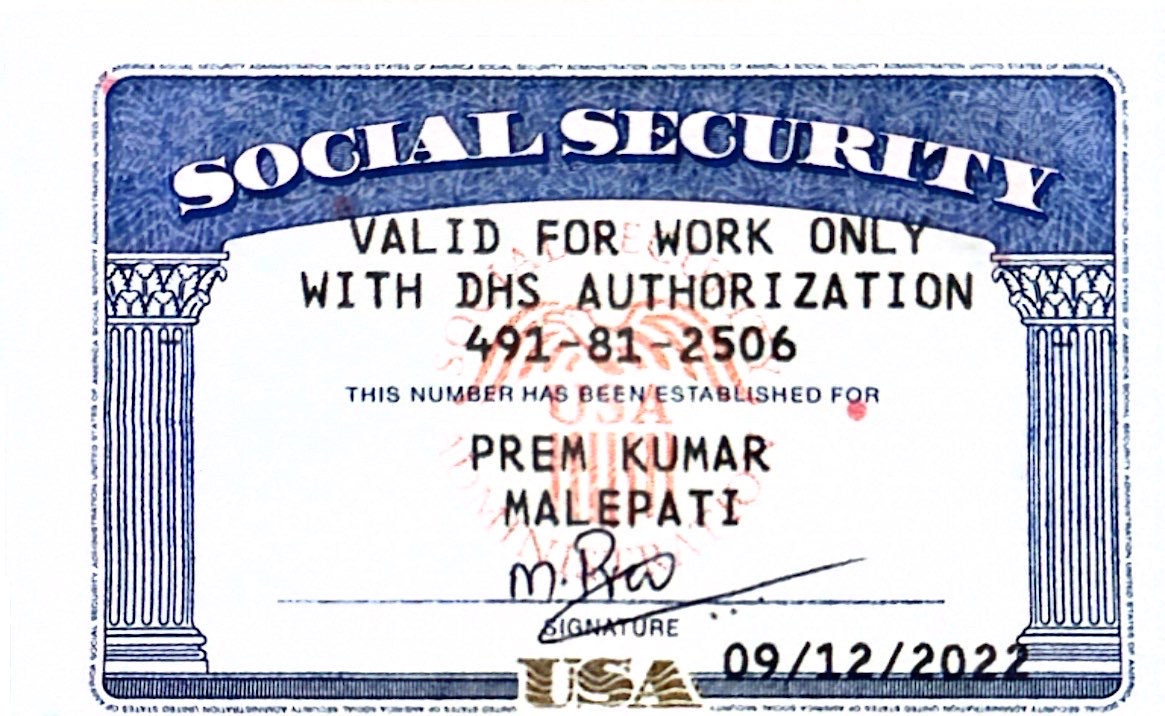 SOCIAL SECURITY
VALID FOR WORK ONLY
WITH DHS AUTHORIZATION
491-81-2506
THIS NUMBER HAS BEEN ESTABLISHED FOR
USA
PREM KUMAR
MALEPATI
SIGNATURE
USA
09/12/2022